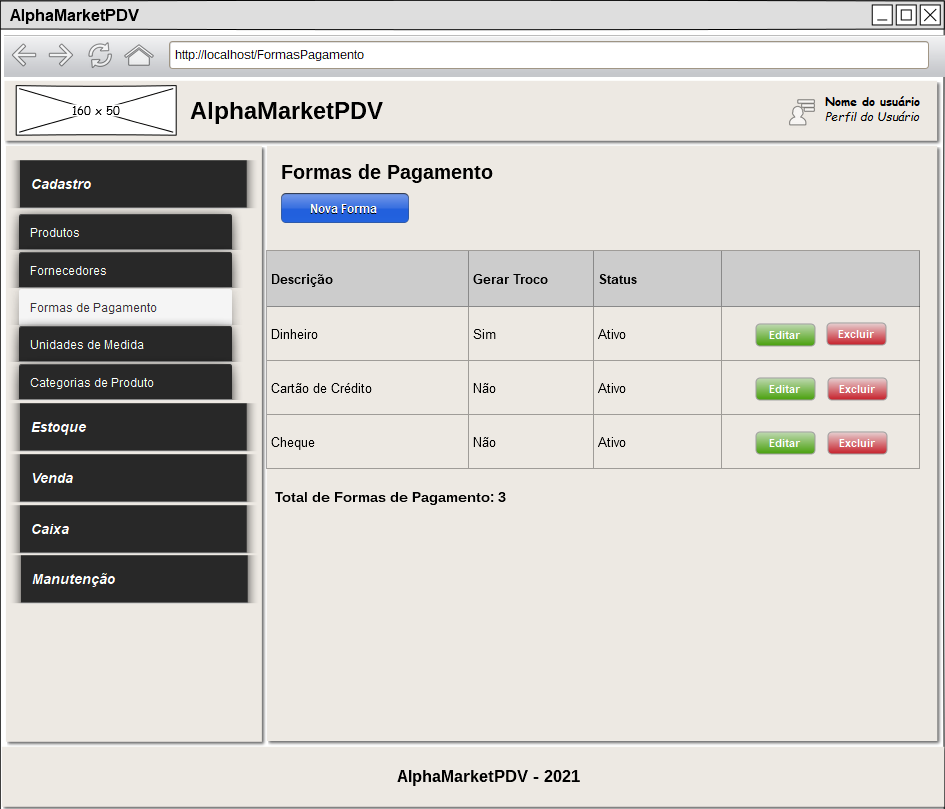 AlphaMarketPDV
http://localhost/FormasPagamento
160 x 50
AlphaMarketPDV
Nome do usuário
Perfil do Usuário
Cadastro
Produtos
Fornecedores
Formas de Pagamento
Unidades de Medida
Categorias de Produto
Estoque
Venda
Caixa
Manutenção
Formas de Pagamento
Nova Forma
Descrição Gerar Troco Status
Dinheiro Sim Ativo Editar Excluir
Cartão de Crédito Não Ativo Editar Excluir
Cheque Não Ativo Editar Excluir
Total de Formas de Pagamento: 3
AlphaMarketPDV - 2021